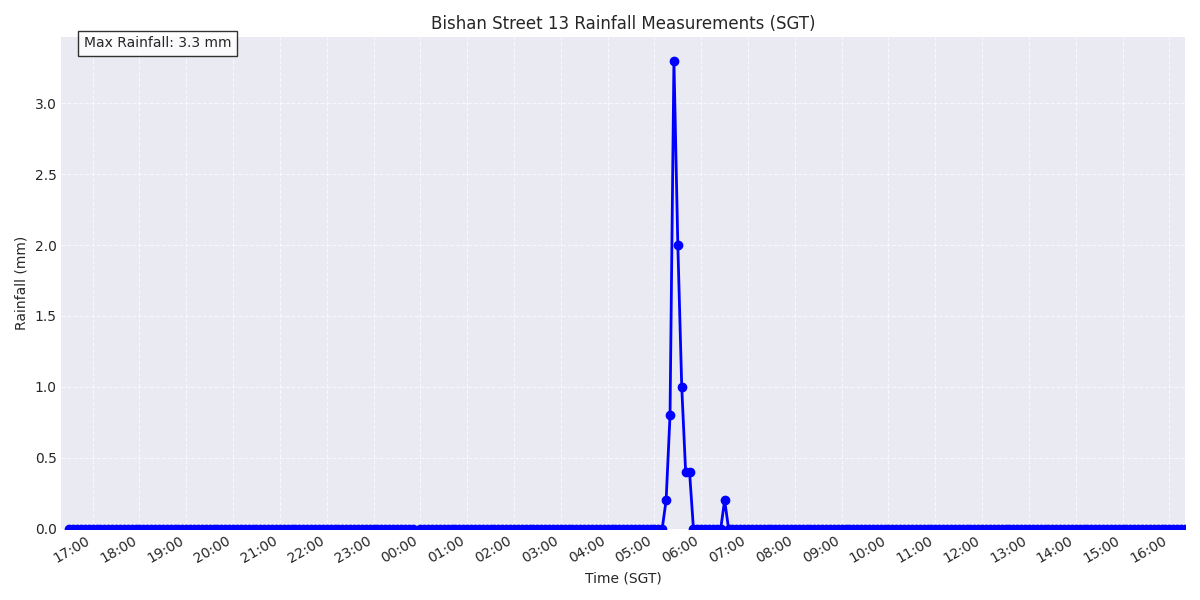 Bishan Street 13 Rainfall Measurements (SGT)
Max Rainfall: 3.3 mm
Rainfall (mm)
3.0
2.5
2.0
1.5
1.0
0.5
0.0
17:00 18:00 19:00 20:00 21:00 22:00 23:00 00:00 01:00 02:00 03:00 04:00 05:00 06:00 07:00 08:00 09:00 10:00 11:00 12:00 13:00 14:00 15:00 16:00
Time (SGT)